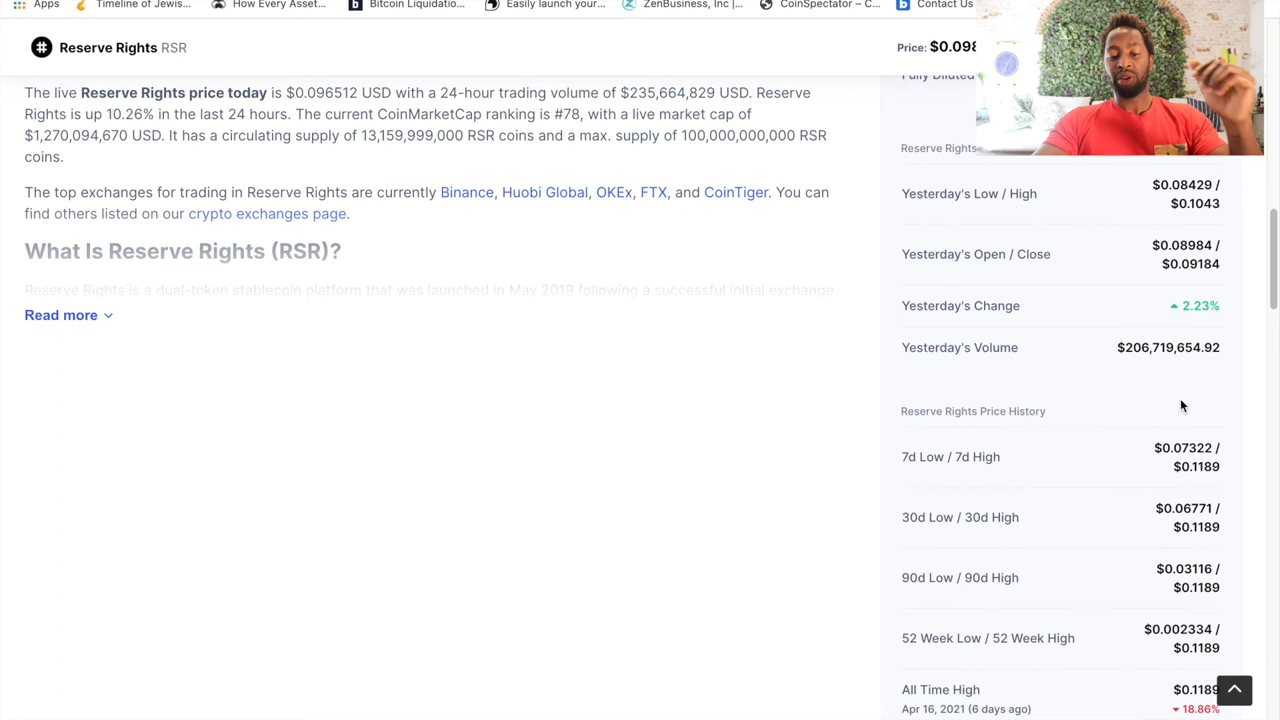 Apps
Timeline of Jewis...
How Every Asset...
Bitcoin Liquidatio...
Easily launch your...
ZenBusiness, Inc |...
CoinSpectator – C...
Contact Us
Reserve Rights RSR
Price: $0.098
Fully Diluted
The live Reserve Rights price today is $0.096512 USD with a 24-hour trading volume of $235,664,829 USD. Reserve
Rights is up 10.26% in the last 24 hours. The current CoinMarketCap ranking is #78, with a live market cap of
$1,270,094,670 USD. It has a circulating supply of 13,159,999,000 RSR coins and a max. supply of 100,000,000,000 RSR
coins.
The top exchanges for trading in Reserve Rights are currently Binance, Huobi Global, OKEx, FTX, and CoinTiger. You can
find others listed on our crypto exchanges page.
What Is Reserve Rights (RSR)?
Reserve Rights is a dual-token stablecoin platform that was launched in May 2019 following a successful initial exchange
Read more
Reserve Rights
Yesterday's Low / High
$0.08429 /
$0.1043
Yesterday's Open / Close
$0.08984 /
$0.09184
Yesterday's Change
2.23%
Yesterday's Volume
$206,719,654.92
Reserve Rights Price History
7d Low / 7d High
$0.07322 /
$0.1189
30d Low / 30d High
$0.06771 /
$0.1189
90d Low / 90d High
$0.03116 /
$0.1189
52 Week Low / 52 Week High
$0.002334 /
$0.1189
All Time High
$0.1189
Apr 16, 2021 (6 days ago)
18.86%